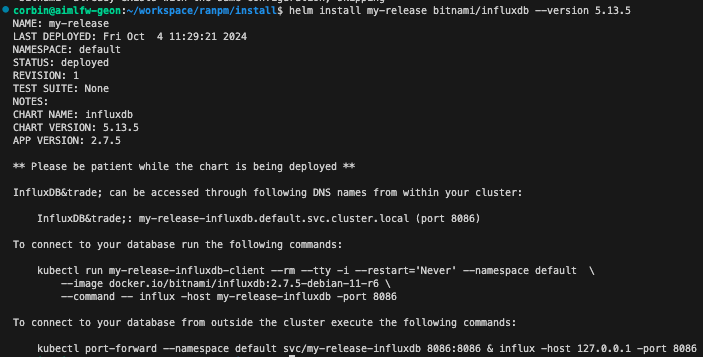 corbin@aimlfw-geon:~/workspace/ranpm/install$ helm install my-release bitnami/influxdb --version 5.13.5
NAME: my-release
LAST DEPLOYED: Fri Oct  4 11:29:21 2024
NAMESPACE: default
STATUS: deployed
REVISION: 1
TEST SUITE: None
NOTES:
CHART NAME: influxdb
CHART VERSION: 5.13.5
APP VERSION: 2.7.5
** Please be patient while the chart is being deployed **
InfluxDB&trade; can be accessed through following DNS names from within your cluster:
InfluxDB&trade;: my-release-influxdb.default.svc.cluster.local (port 8086)
To connect to your database run the following commands:
kubectl run my-release-influxdb-client --rm --tty -i --restart='Never' --namespace default  \
--image docker.io/bitnami/influxdb:2.7.5-debian-11-r6 \
--command -- influx -host my-release-influxdb -port 8086
To connect to your database from outside the cluster execute the following commands:
kubectl port-forward --namespace default svc/my-release-influxdb 8086:8086 & influx -host 127.0.0.1 -port 8086